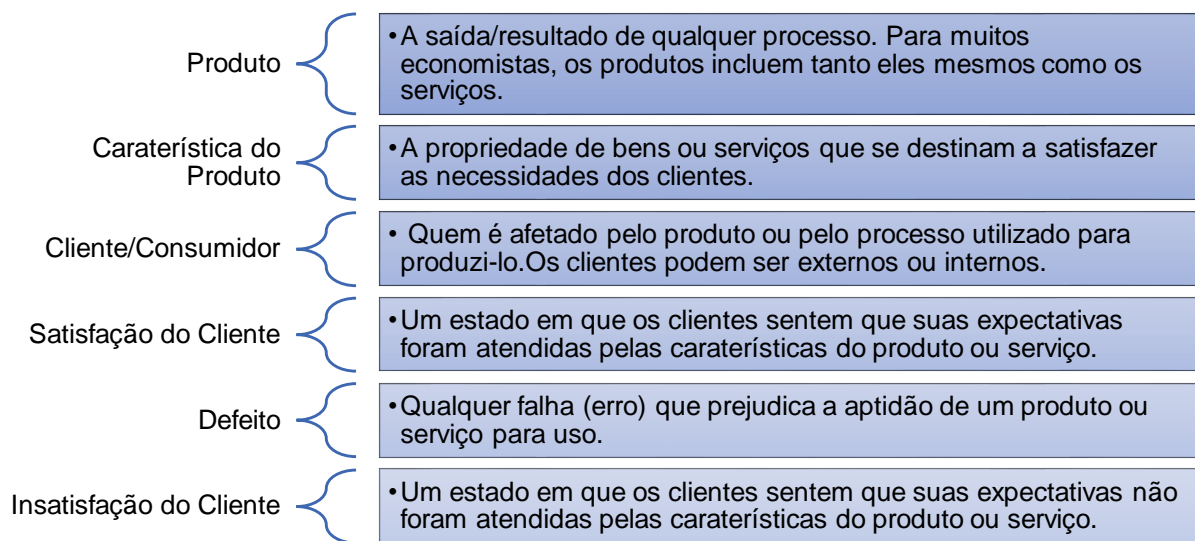 Produto
•A saída/resultado de qualquer processo. Para muitos
economistas, os produtos incluem tanto eles mesmos como os
serviços.
Caraterística do
Produto
•A propriedade de bens ou serviços que se destinam a satisfazer
as necessidades dos clientes.
Cliente/Consumidor
• Quem é afetado pelo produto ou pelo processo utilizado para
produzi-lo.Os clientes podem ser externos ou internos.
Satisfação do Cliente
•Um estado em que os clientes sentem que suas expectativas
foram atendidas pelas caraterísticas do produto ou serviço.
Defeito
•Qualquer falha (erro) que prejudica a aptidão de um produto ou
serviço para uso.
Insatisfação do Cliente
•Um estado em que os clientes sentem que suas expectativas não
foram atendidas pelas caraterísticas do produto ou serviço.